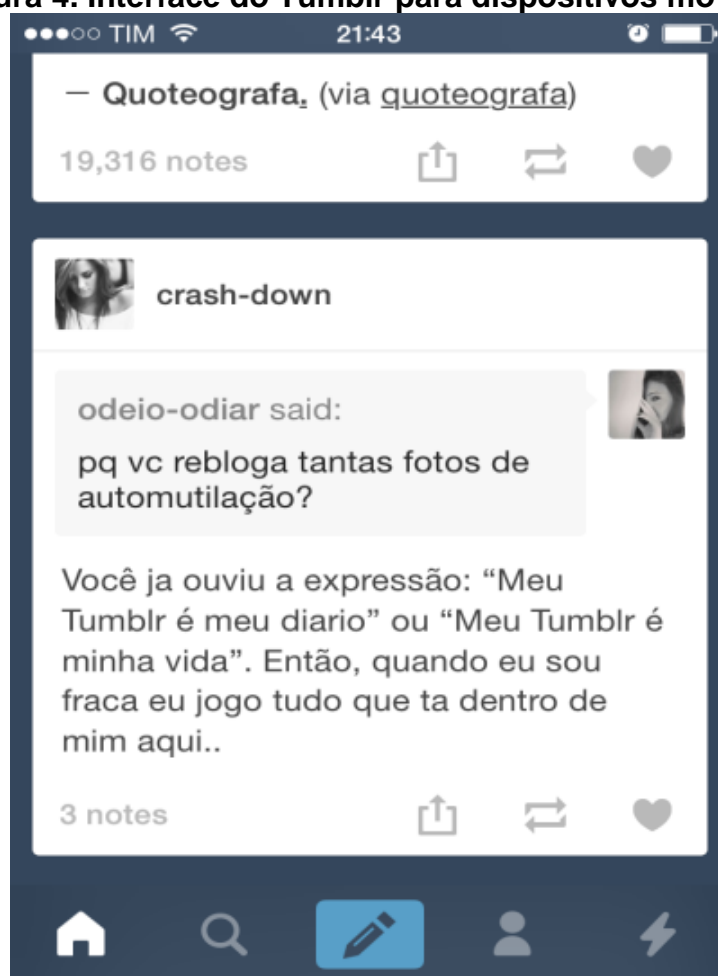 ura 4. Interface do Tumblr para dispositivos mó
TIM 21:43
— Quoteografa. (via quoteografa)
19,316 notes
crash-down
odeio-odiar said:
pq vc rebloga tantas fotos de
automutilação?
Você ja ouviu a expressão: “Meu
Tumblr é meu diario” ou “Meu Tumblr é
minha vida”. Então, quando eu sou
fraca eu jogo tudo que ta dentro de
mim aqui..
3 notes